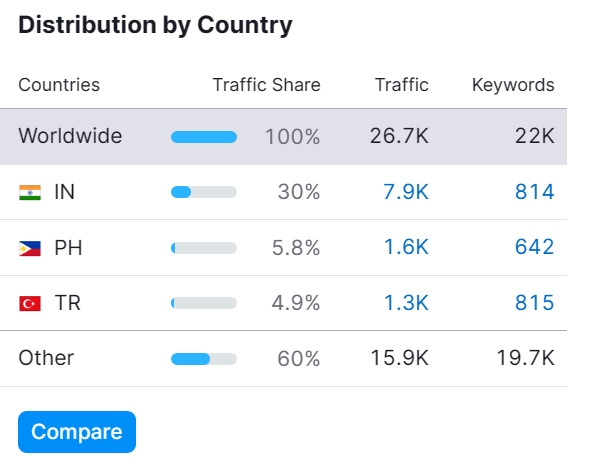 Distribution by Country
Countries Traffic Share Traffic Keywords
Worldwide 100% 26.7K 22K
IN 30% 7.9K 814
PH 5.8% 1.6K 642
TR 4.9% 1.3K 815
Other 60% 15.9K 19.7K
Compare